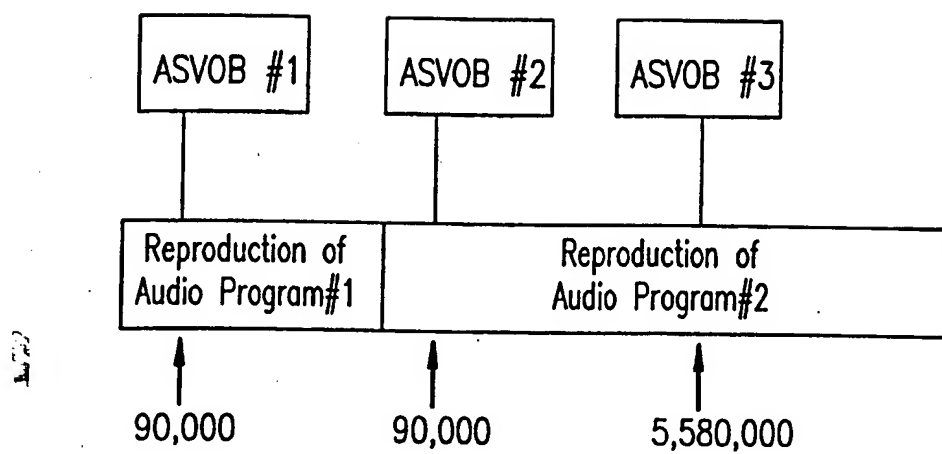 ASVOB #1
ASVOB #2
ASVOB #3
Reproduction of
Audio Program#1
Reproduction of
Audio Program#2
90,000
90,000
5,580,000